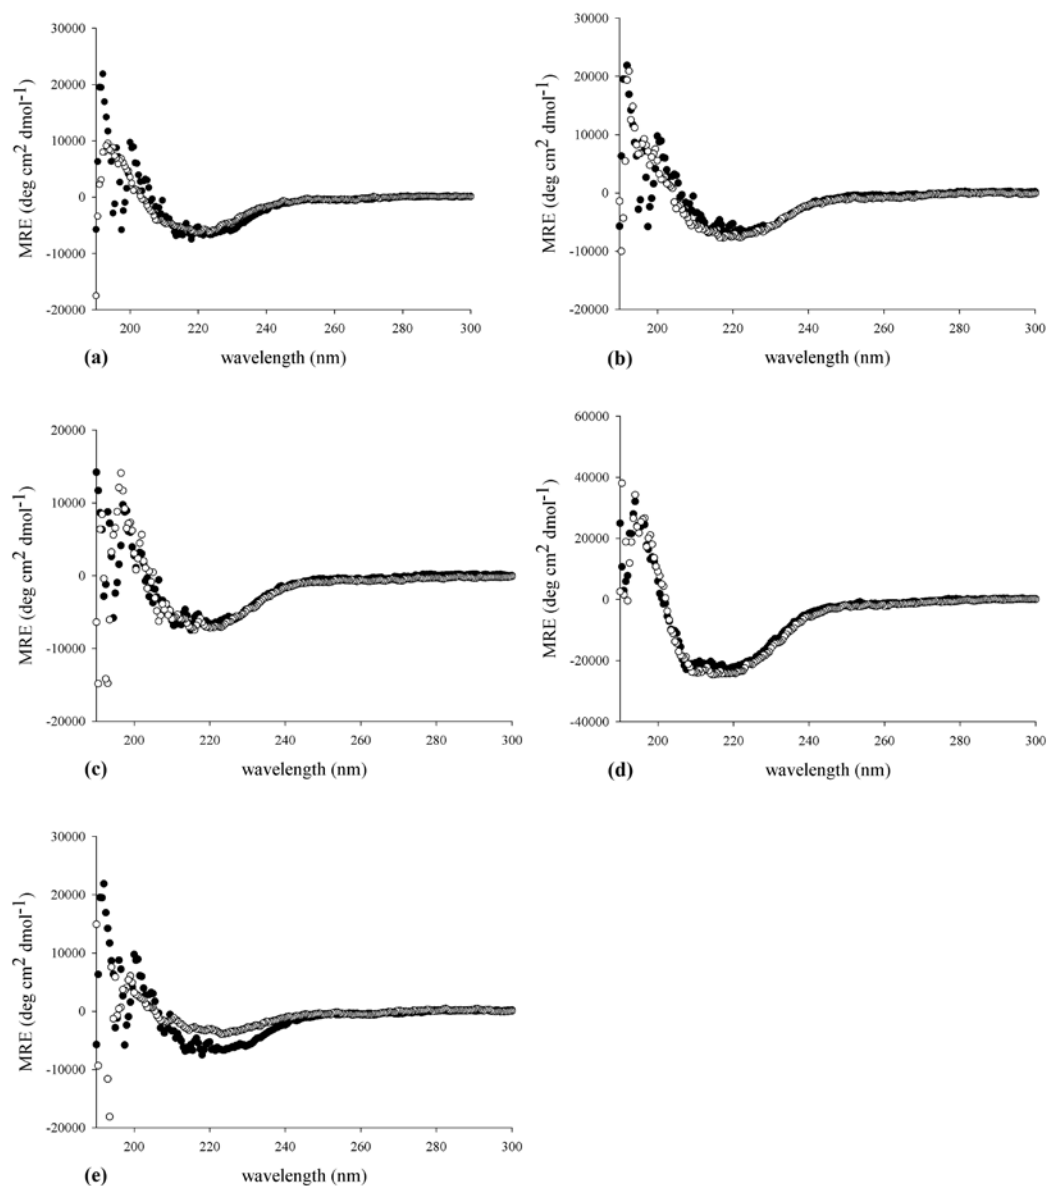 30000
20000
10000
0
-10000
-20000
MRE (deg cm² dmol⁻¹)
200 220 240 260 280 300
(a) wavelength (nm)
30000
20000
10000
0
-10000
-20000
MRE (deg cm² dmol⁻¹)
200 220 240 260 280 300
(b) wavelength (nm)
20000
10000
0
-10000
-20000
MRE (deg cm² dmol⁻¹)
200 220 240 260 280 300
(c) wavelength (nm)
60000
40000
20000
0
-20000
-40000
MRE (deg cm² dmol⁻¹)
200 220 240 260 280 300
(d) wavelength (nm)
30000
20000
10000
0
-10000
-20000
MRE (deg cm² dmol⁻¹)
200 220 240 260 280 300
(e) wavelength (nm)